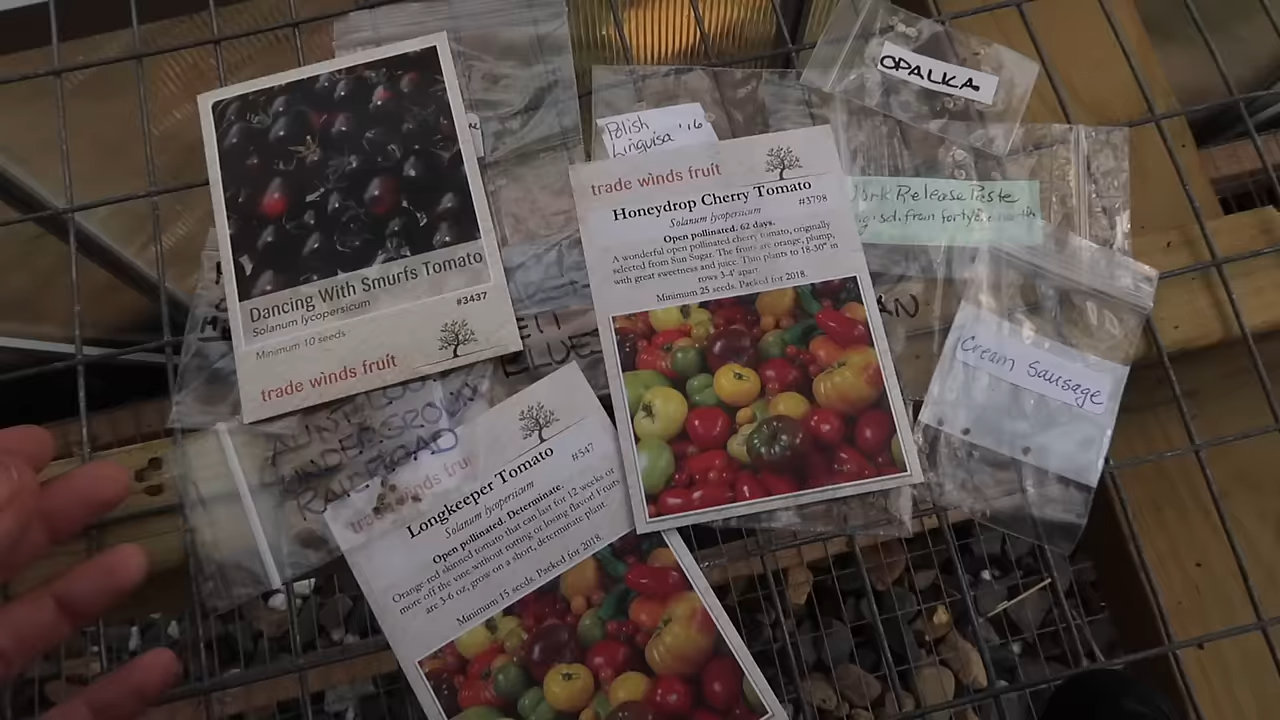 OPALKA
Polish
Linguisa '16
Work Release Paste
Cream Sausage
Dancing With Smurfs Tomato
Solanum lycopersicum
#3437
Minimum 10 seeds
trade winds fruit
trade winds fruit
Honeydrop Cherry Tomato
Solanum lycopersicum
#3798
Open pollinated. 62 days.
A wonderful open pollinated cherry tomato, originally
selected from Sun Sugar. The fruits are orange, plump,
with great sweetness and juice. Thin plants to 18-30" in
rows 3-4' apart.
Minimum 25 seeds. Packed for 2018.
UNDERGROUND
RAILROAD
trade winds fruit
Longkeeper Tomato
#547
Solanum lycopersicum
Open pollinated. Determinate.
Orange-red skinned tomato that can last for 12 weeks or
more off the vine without rotting or losing flavor! Fruits
are 3-6 oz, grow on a short, determinate plant.
Minimum 15 seeds. Packed for 2018.